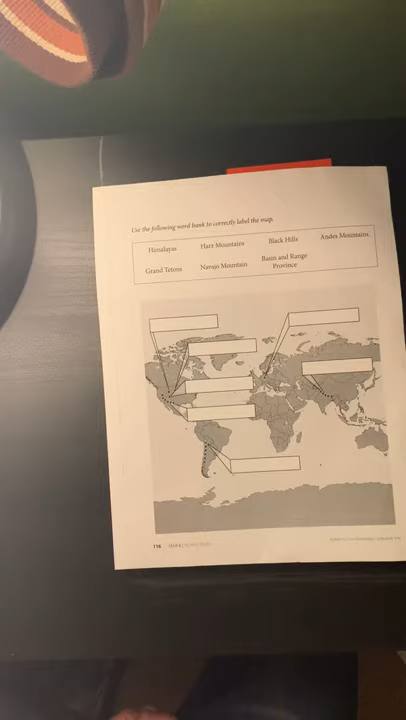 Use the following word bank to correctly label the map.
Himalayas Harz Mountains Black Hills Andes Mountains
Grand Tetons Navajo Mountain Basin and Range Province
116